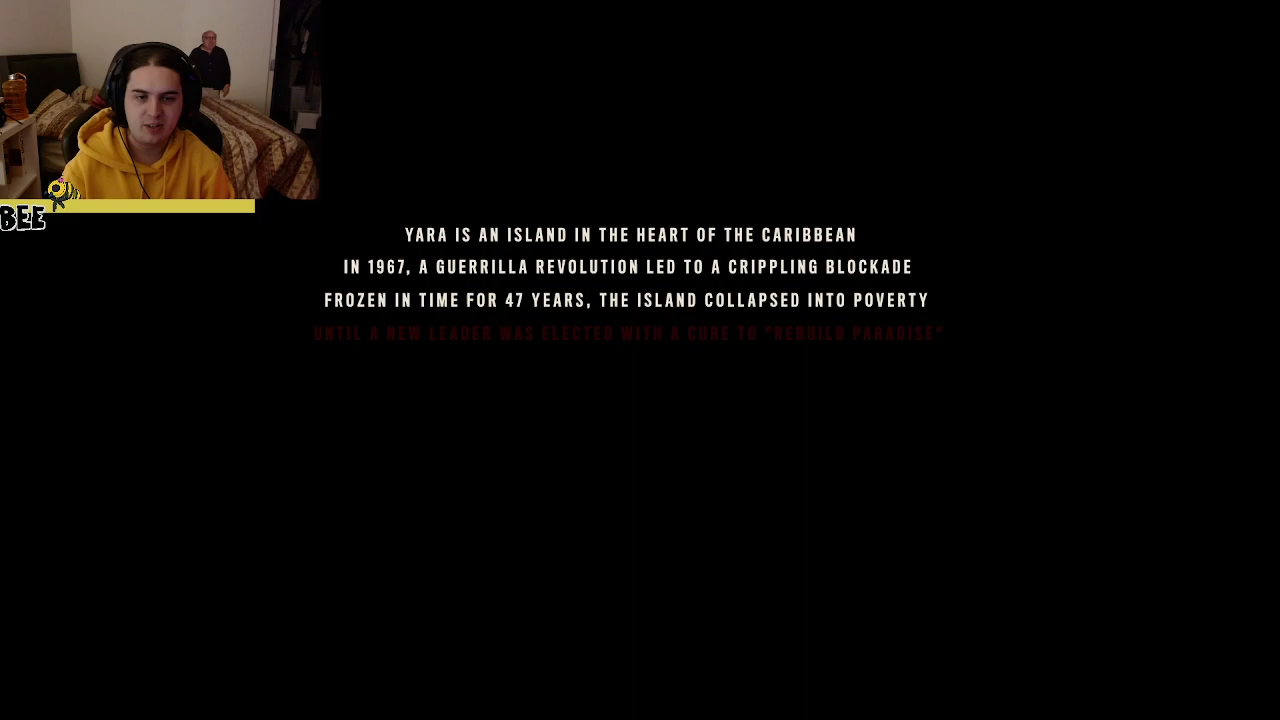 BEE
YARA IS AN ISLAND IN THE HEART OF THE CARIBBEAN
IN 1967, A GUERRILLA REVOLUTION LED TO A CRIPPLING BLOCKADE
FROZEN IN TIME FOR 47 YEARS, THE ISLAND COLLAPSED INTO POVERTY
UNTIL A NEW LEADER WAS ELECTED WITH A CURE TO "REBUILD PARADISE"